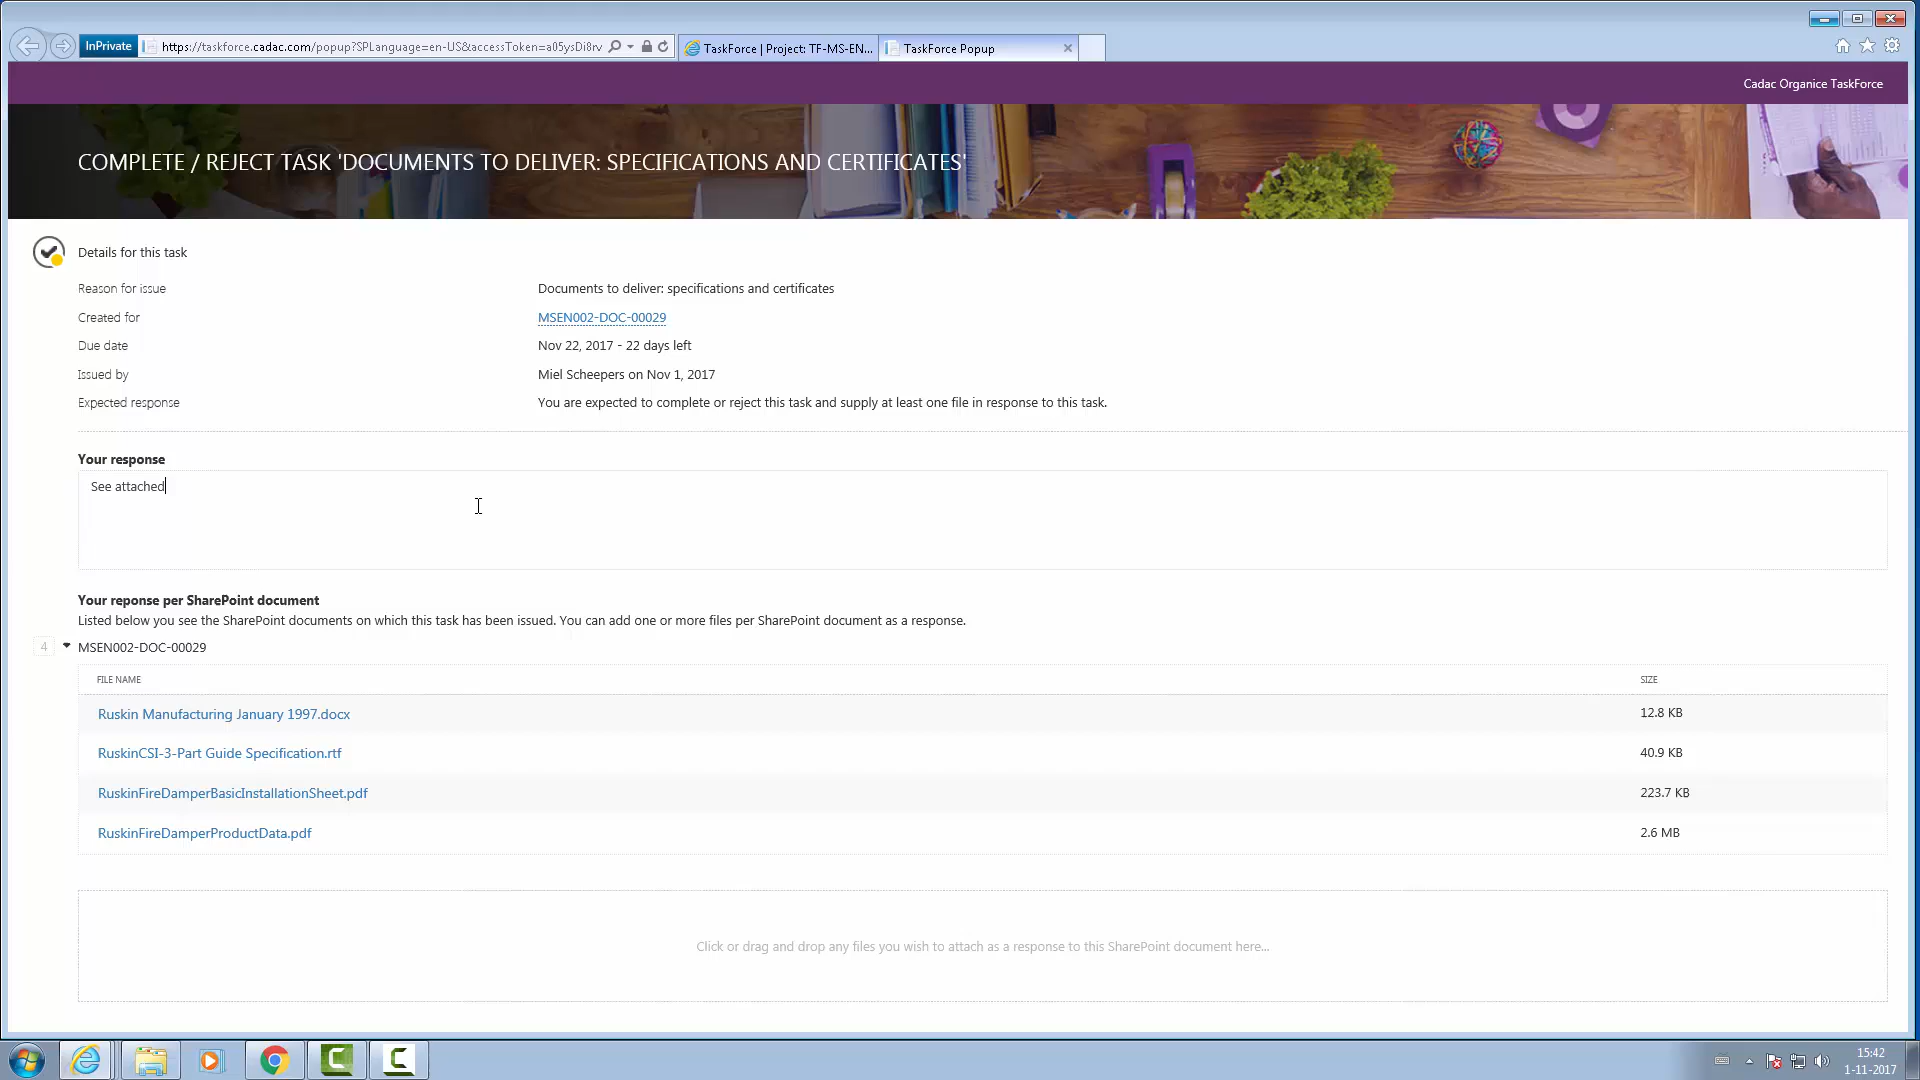 InPrivate
https://taskforce.cadac.com/popup?SPLanguage=en-US&accessToken=a05ysDi8rv
TaskForce | Project: TF-MS-EN...
TaskForce Popup
Cadac Organice TaskForce
COMPLETE / REJECT TASK 'DOCUMENTS TO DELIVER: SPECIFICATIONS AND CERTIFICATES'
Details for this task
Reason for issue Documents to deliver: specifications and certificates
Created for MSEN002-DOC-00029
Due date Nov 22, 2017 - 22 days left
Issued by Miel Scheepers on Nov 1, 2017
Expected response You are expected to complete or reject this task and supply at least one file in response to this task.
Your response
See attached
Your reponse per SharePoint document
Listed below you see the SharePoint documents on which this task has been issued. You can add one or more files per SharePoint document as a response.
4 MSEN002-DOC-00029
FILE NAME SIZE
Ruskin Manufacturing January 1997.docx 12.8 KB
RuskinCSI-3-Part Guide Specification.rtf 40.9 KB
RuskinFireDamperBasicInstallationSheet.pdf 223.7 KB
RuskinFireDamperProductData.pdf 2.6 MB
Click or drag and drop any files you wish to attach as a response to this SharePoint document here...
15:42
1-11-2017